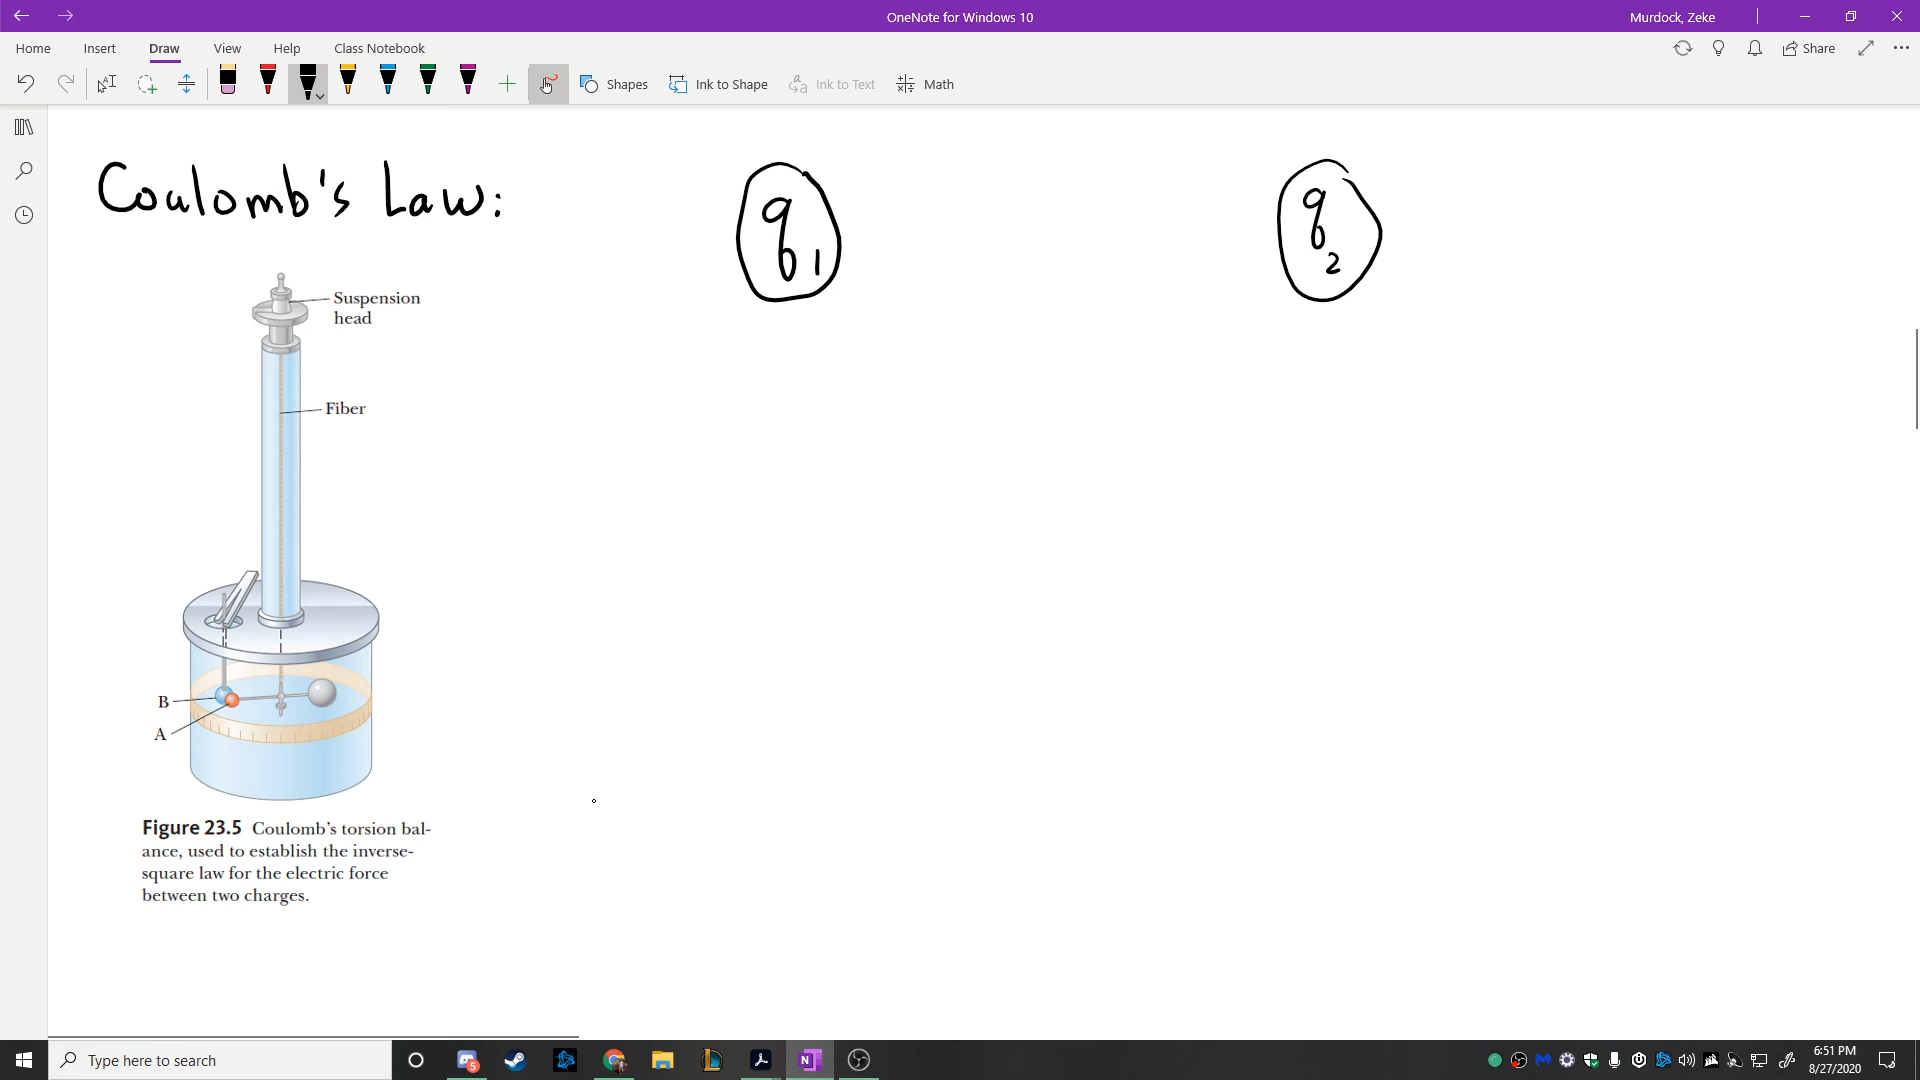 OneNote for Windows 10
Murdock, Zeke
Home Insert Draw View Help Class Notebook
Share
Shapes Ink to Shape Ink to Text Math
Coulomb's Law:
q1
q2
Suspension
head
Fiber
B
A
Figure 23.5 Coulomb's torsion bal-
ance, used to establish the inverse-
square law for the electric force
between two charges.
Type here to search
5
N
6:51 PM
8/27/2020